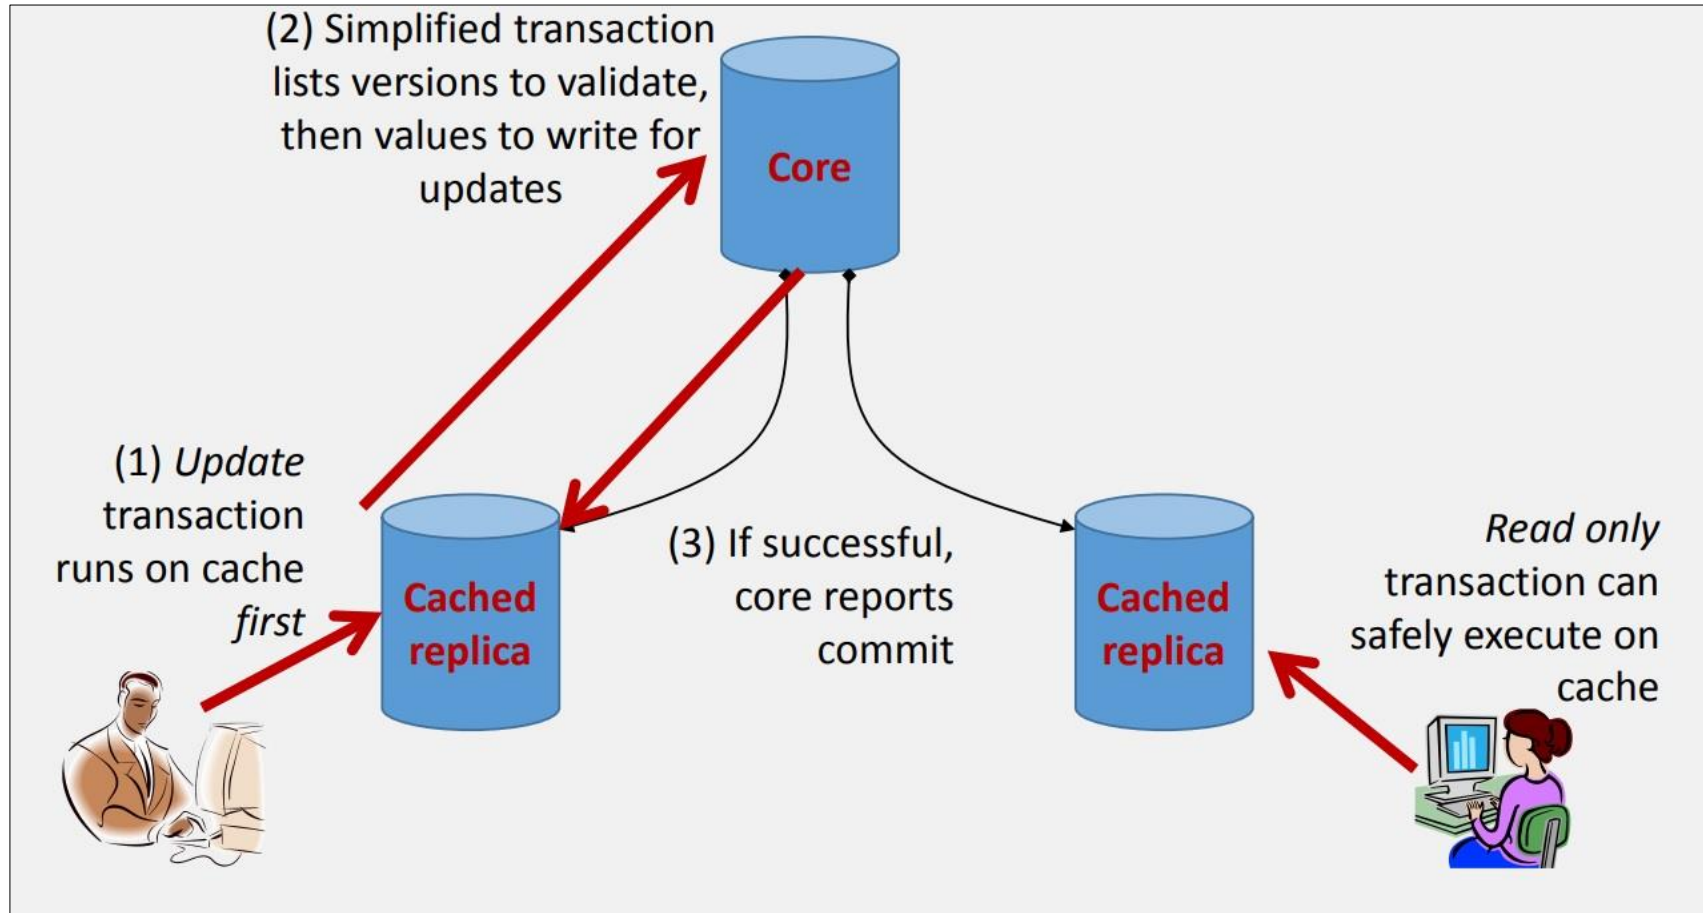 (2) Simplified transaction
lists versions to validate,
then values to write for
updates
Core
(1) Update
transaction
runs on cache
first
Cached
replica
(3) If successful,
core reports
commit
Cached
replica
Read only
transaction can
safely execute on
cache